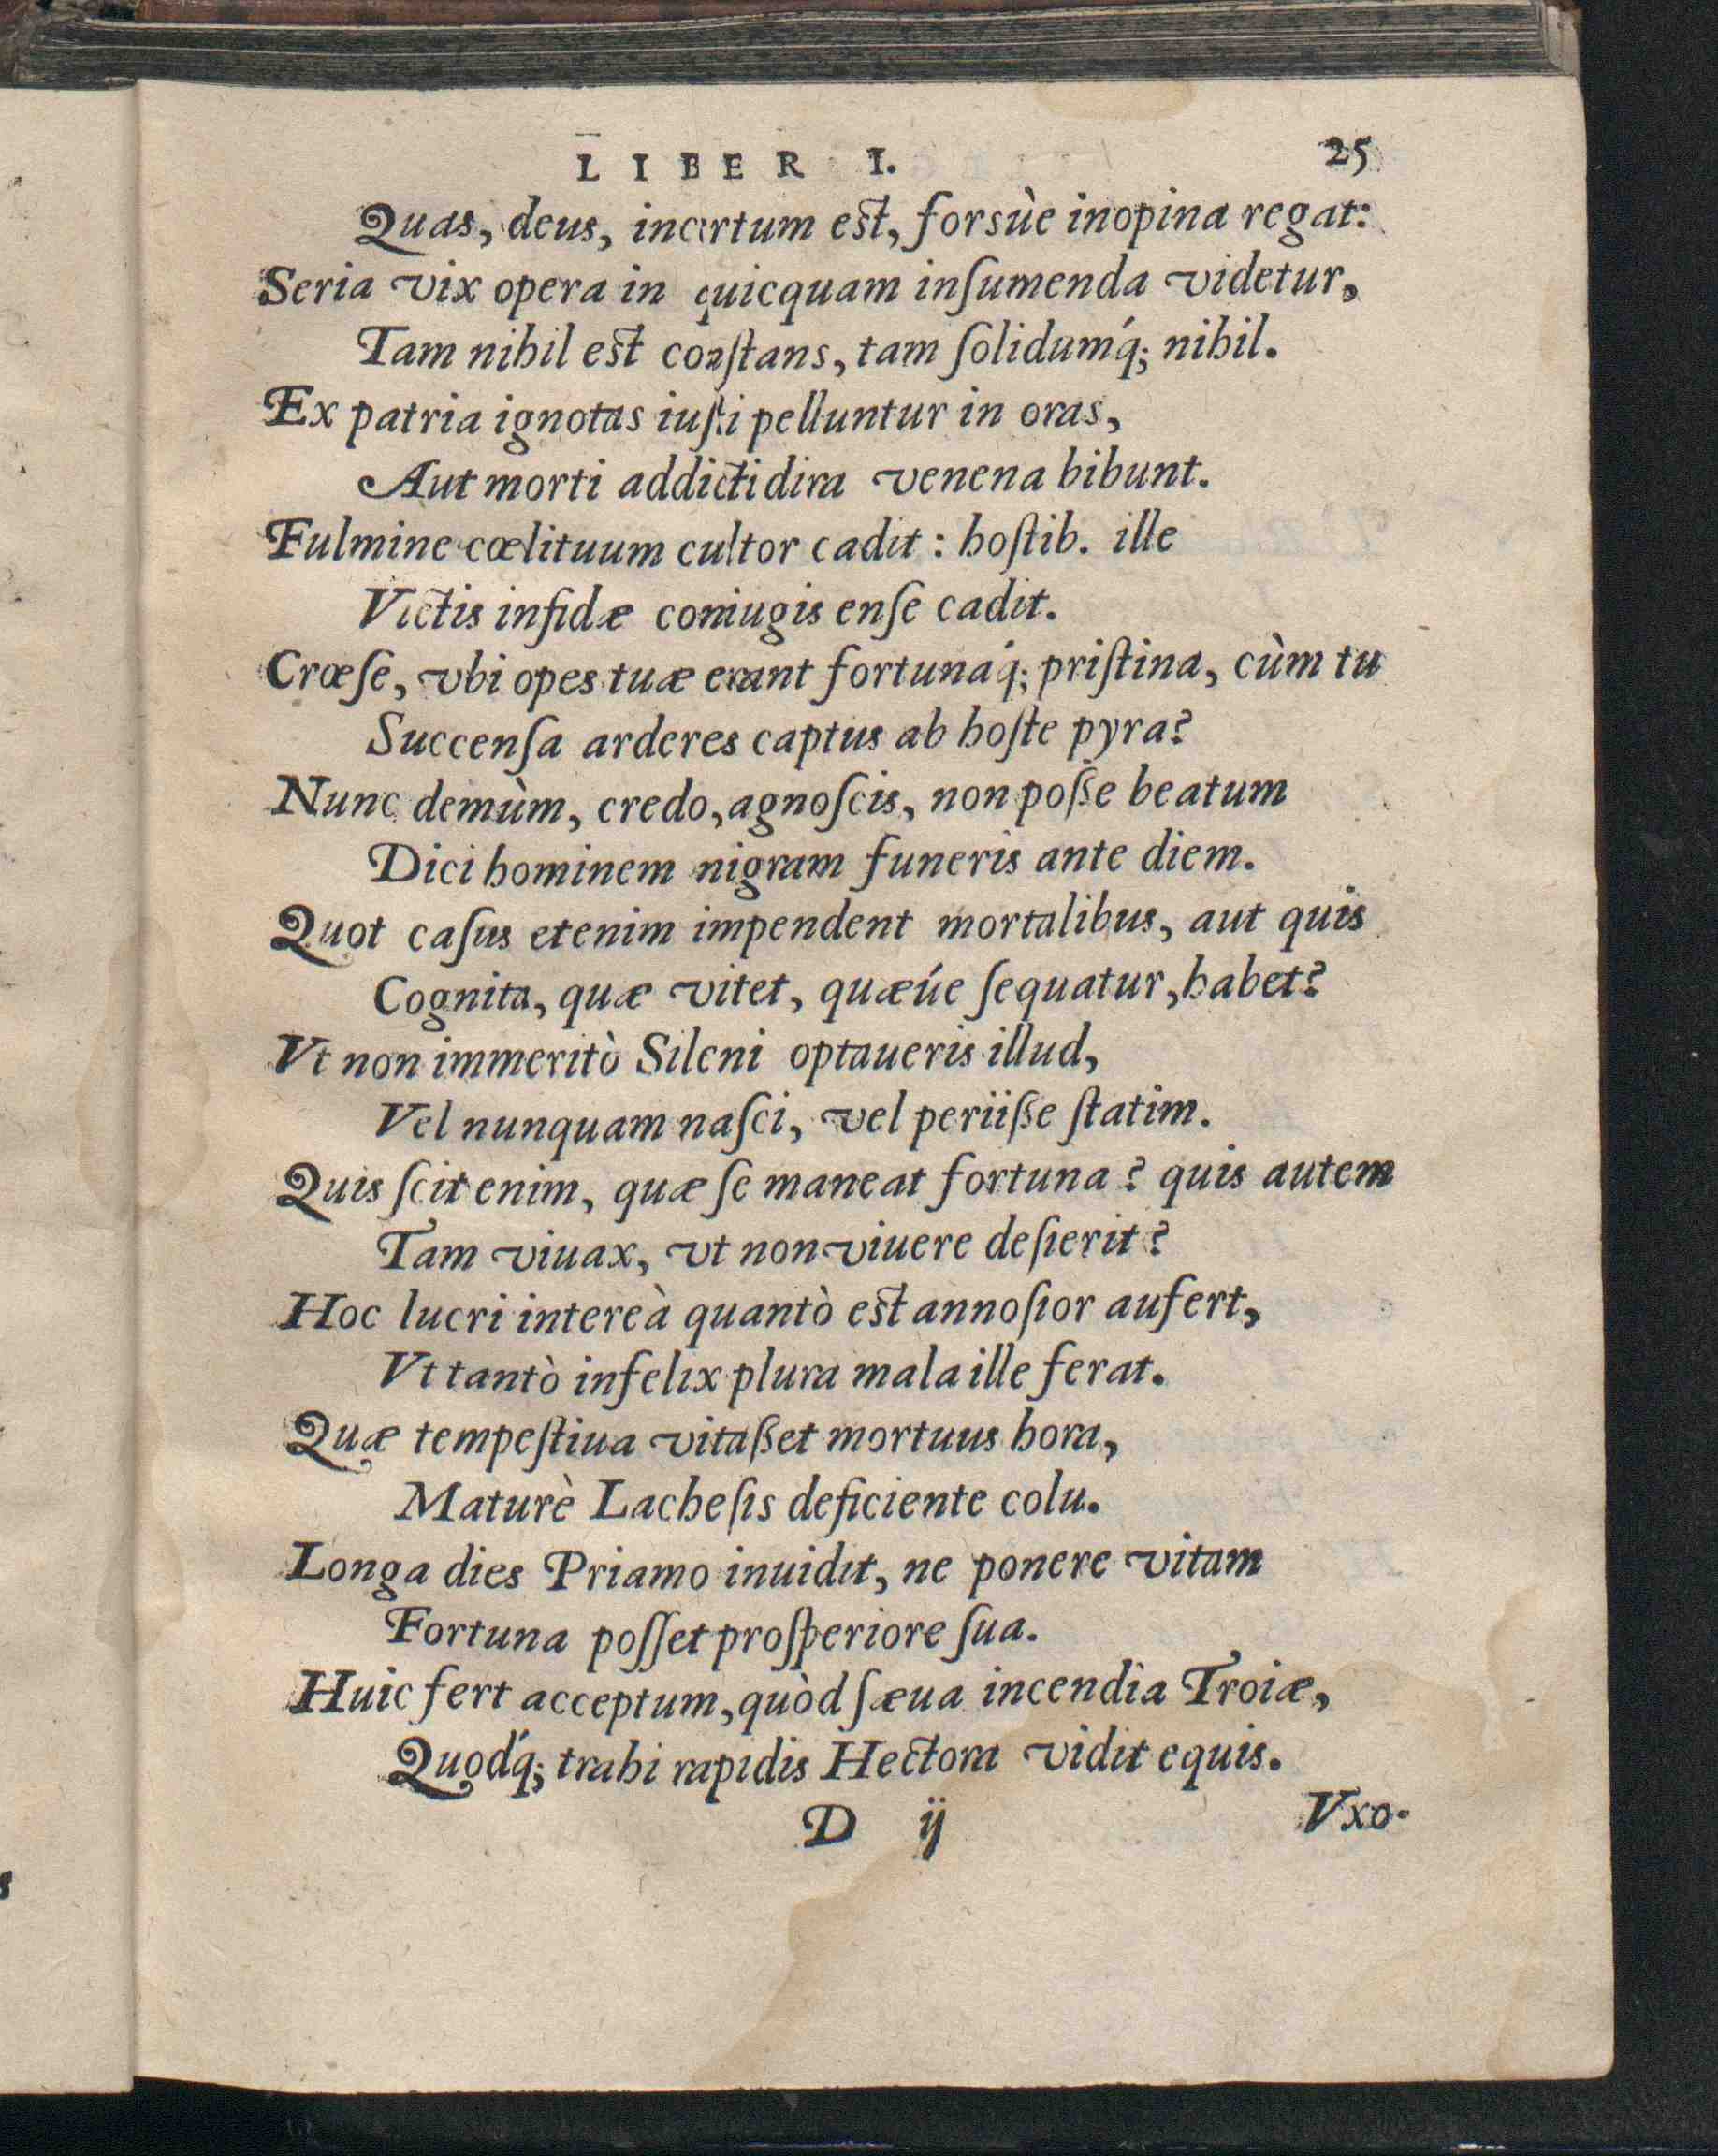 LIBER I. 25
Quas, deus, incertum est, forsùe inopina regat:
Seria vix opera in quicquam inſumenda videtur,
Tam nihil est conſtans, tam ſolidumq́; nihil.
Ex patria ignotas iuſti pelluntur in oras,
Aut morti addicti dira venena bibunt.
Fulmine cœlituum cultor cadit: hoſtib. ille
Victis infidæ coniugis enſe cadit.
Crœſe, vbi opes tuæ erant fortunaq́; priſtina, cùm tu
Succenſa arderes captus ab hoſte pyra?
Nunc demùm, credo, agnoſcis, non poſſe beatum
Dici hominem nigram funeris ante diem.
Quot caſus etenim impendent mortalibus, aut quis
Cognita, quæ vitet, quæúe ſequatur, habet?
Vt non immeritò Sileni optaueris illud,
Vel nunquam naſci, vel periiſſe ſtatim.
Quis ſcit enim, quæ ſe maneat fortuna? quis autem
Tam viuax, vt non viuere deſierit?
Hoc lucri intereà quantò est annoſior aufert,
Vt tantò infelix plura mala ille ferat.
Quæ tempeſtiua vitaſſet mortuus hora,
Maturè Lacheſis deficiente colu.
Longa dies Priamo inuidit, ne ponere vitam
Fortuna poſſet proſperiore ſua.
Huic fert acceptum, quòd ſæua incendia Troiæ,
Quodq́; trahi rapidis Hectora vidit equis.
D ij Vxo-